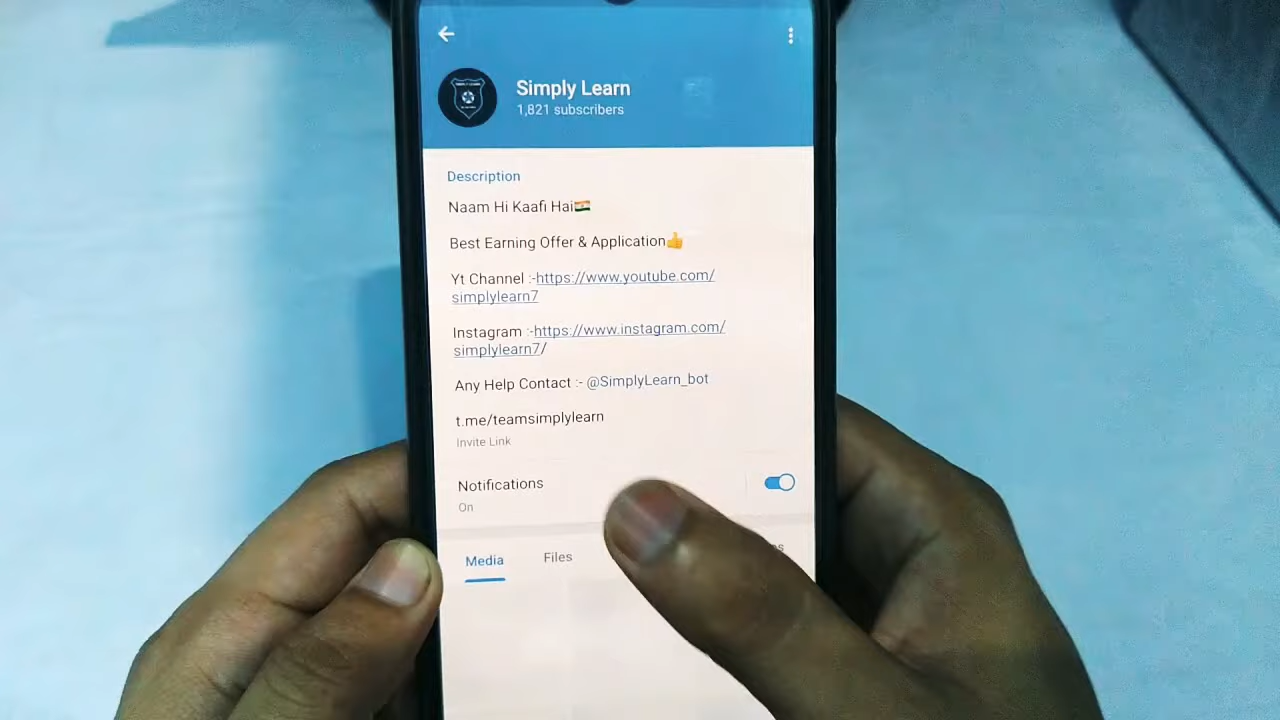 Simply Learn
1,821 subscribers
Description
Naam Hi Kaafi Hai🇮🇳
Best Earning Offer & Application👍
Yt Channel :-https://www.youtube.com/
simplylearn7
Instagram :-https://www.instagram.com/
simplylearn7/
Any Help Contact :- @SimplyLearn_bot
t.me/teamsimplylearn
Invite Link
Notifications
On
Media Files